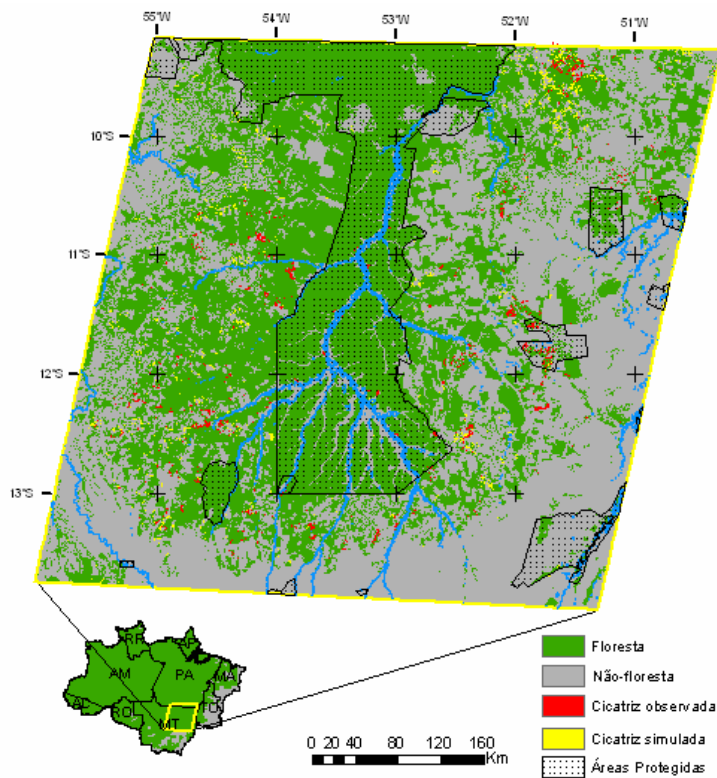 55°W 54°W 53°W 52°W 51°W
10°S
11°S
12°S
13°S
RR
AP
AM
PA
MA
AC
RO
TO
MT
Floresta
Não-floresta
Cicatriz observada
Cicatriz simulada
Áreas Protegidas
0 20 40 80 120 160
Km